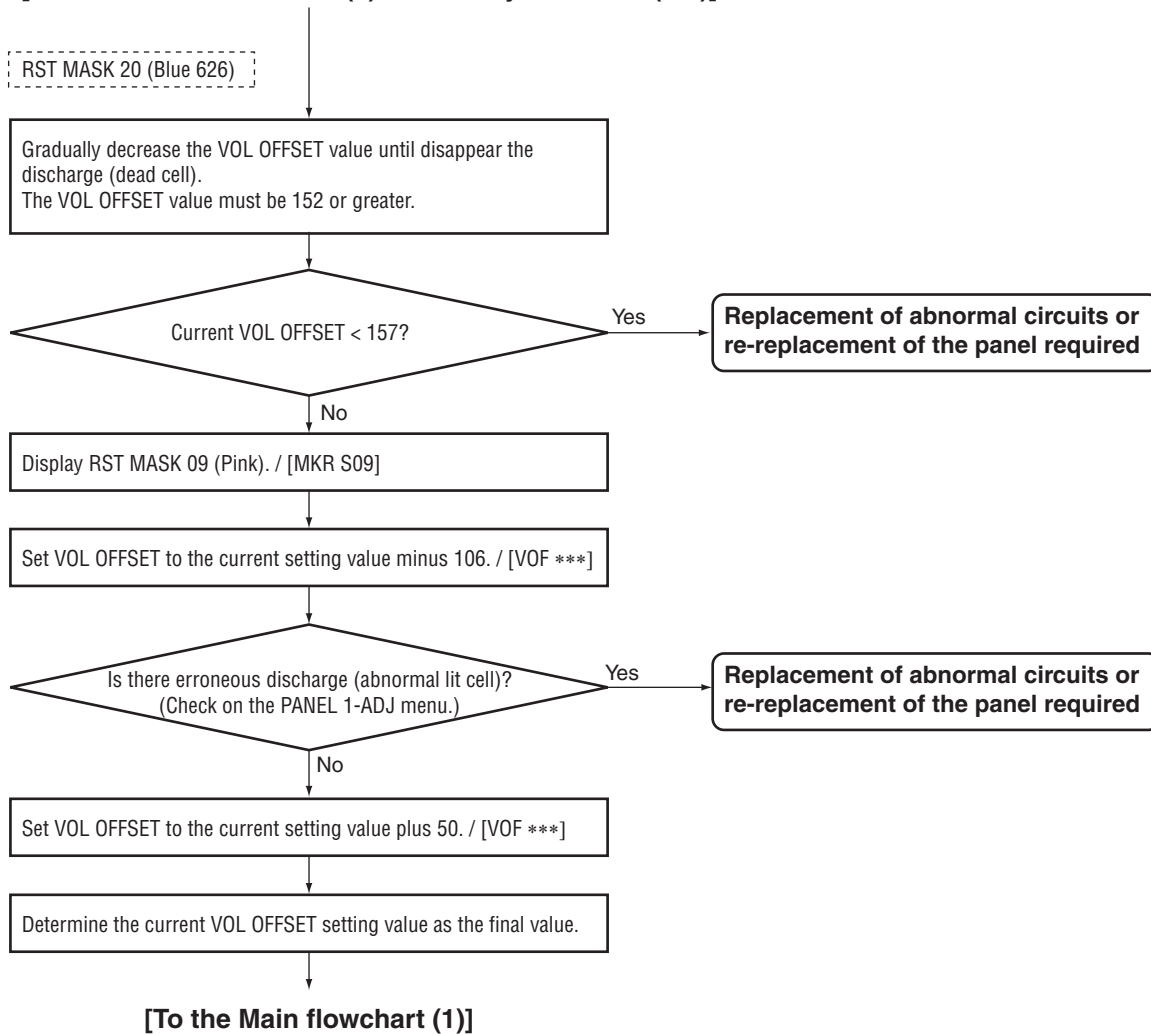 RST MASK 20 (Blue 626)
Gradually decrease the VOL OFFSET value until disappear the
discharge (dead cell).
The VOL OFFSET value must be 152 or greater.
Current VOL OFFSET < 157?
Yes
Replacement of abnormal circuits or
re-replacement of the panel required
No
Display RST MASK 09 (Pink). / [MKR S09]
Set VOL OFFSET to the current setting value minus 106. / [VOF ***]
Is there erroneous discharge (abnormal lit cell)?
(Check on the PANEL 1-ADJ menu.)
Yes
Replacement of abnormal circuits or
re-replacement of the panel required
No
Set VOL OFFSET to the current setting value plus 50. / [VOF ***]
Determine the current VOL OFFSET setting value as the final value.
[To the Main flowchart (1)]